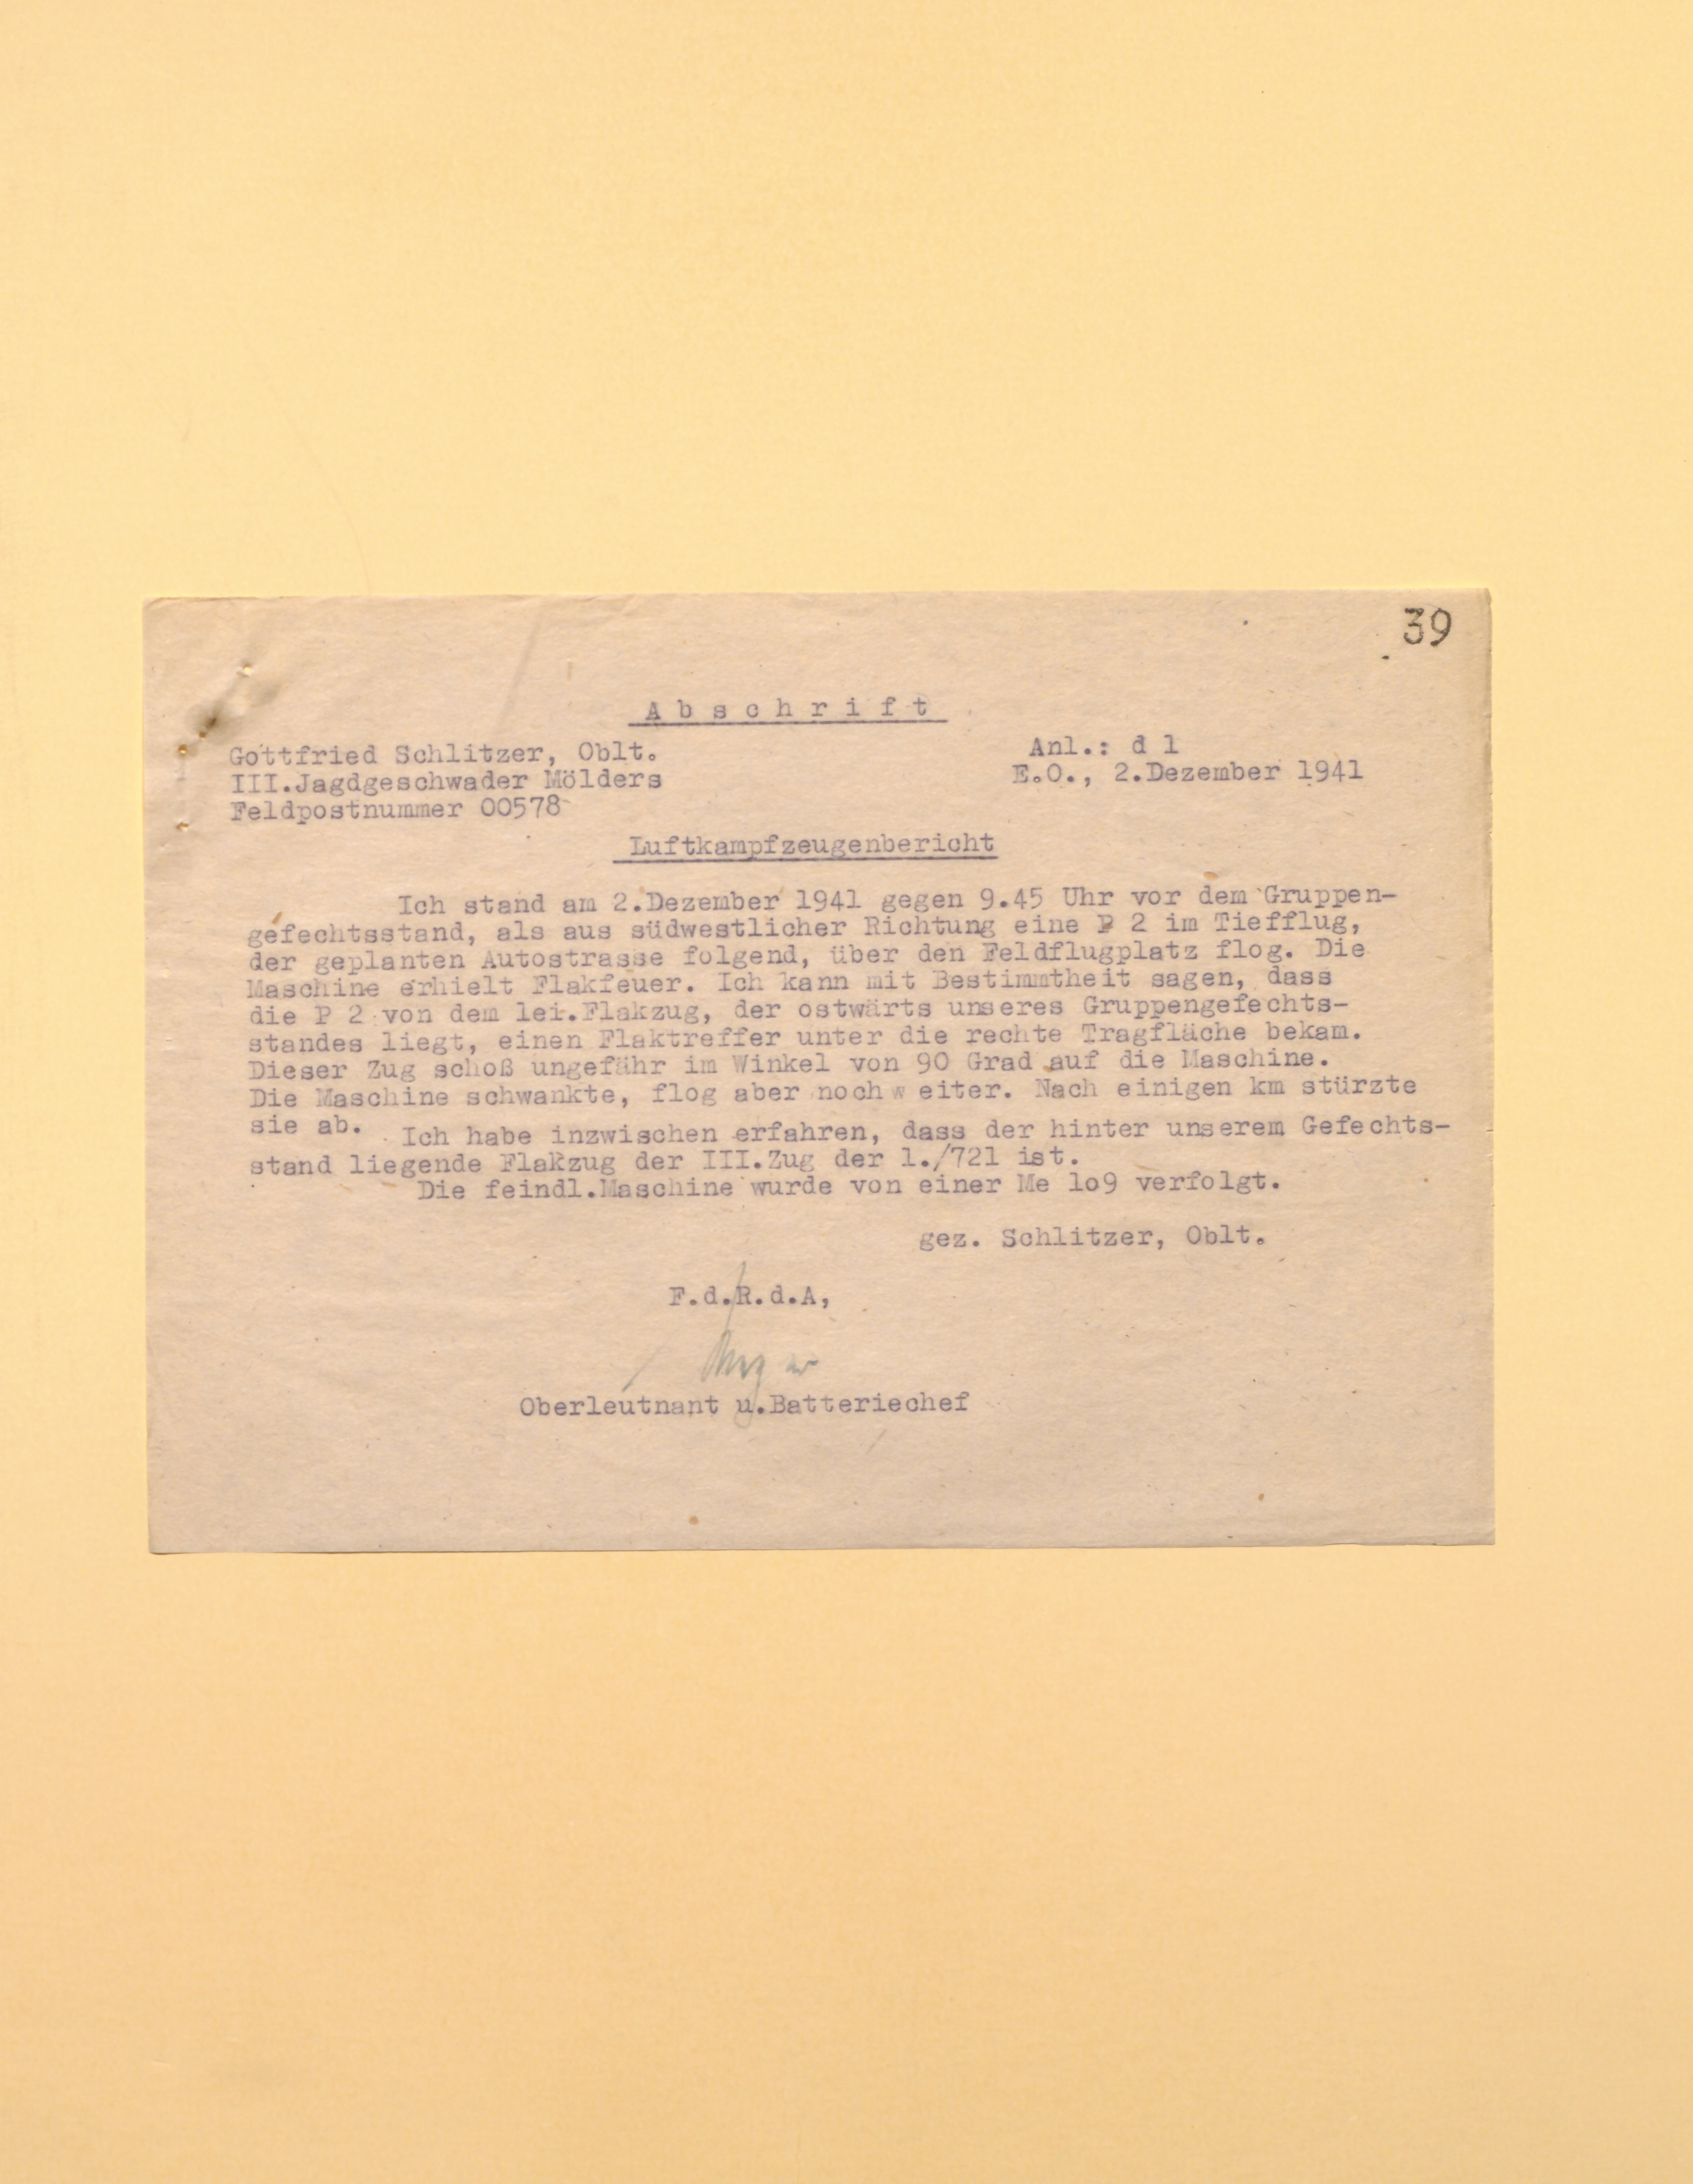 39
Abschrift
Gottfried Schlitzer, Oblt.
Anl.: d 1
III.Jagdgeschwader Mölders
E.O., 2.Dezember 1941
Feldpostnummer 00578
Luftkampfzeugenbericht
Ich stand am 2.Dezember 1941 gegen 9.45 Uhr vor dem Gruppen-
gefechtsstand, als aus südwestlicher Richtung eine P 2 im Tiefflug,
der geplanten Autostrasse folgend, über den Feldflugplatz flog. Die
Maschine erhielt Flakfeuer. Ich kann mit Bestimmtheit sagen, dass
die P 2 von dem lei.Flakzug, der ostwärts unseres Gruppengefechts-
standes liegt, einen Flaktreffer unter die rechte Tragfläche bekam.
Dieser Zug schoß ungefähr im Winkel von 90 Grad auf die Maschine.
Die Maschine schwankte, flog aber noch w eiter. Nach einigen km stürzte
sie ab.
Ich habe inzwischen erfahren, dass der hinter unserem Gefechts-
stand liegende Flakzug der III.Zug der 1./721 ist.
Die feindl.Maschine wurde von einer Me lo9 verfolgt.
gez. Schlitzer, Oblt.
F.d.R.d.A,
Oberleutnant u.Batteriechef